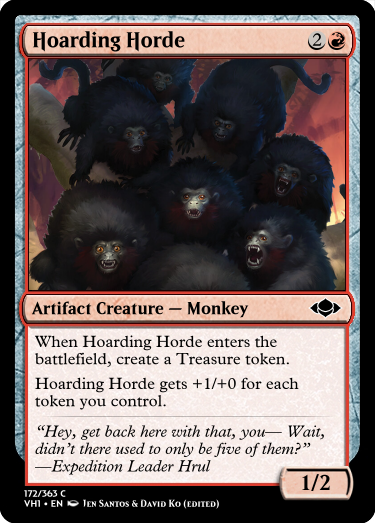 Hoarding Horde 2
Artifact Creature — Monkey
When Hoarding Horde enters the
battlefield, create a Treasure token.
Hoarding Horde gets +1/+0 for each
token you control.
“Hey, get back here with that, you— Wait,
didn’t there used to only be five of them?”
—Expedition Leader Hrul
1/2
172/363 C
VH1 • EN Jen Santos & David Ko (edited)